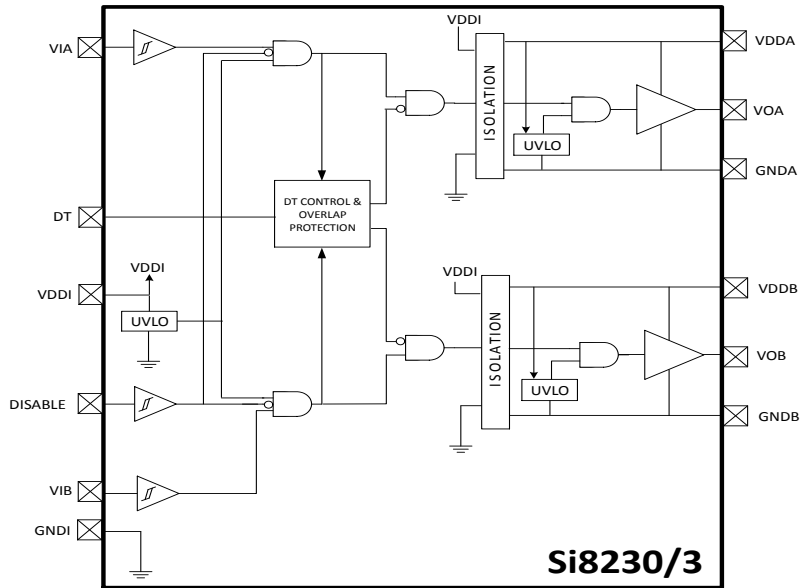 VIA
DT
VDDI
VDDI
UVLO
DISABLE
VIB
GNDI
DT CONTROL &
OVERLAP
PROTECTION
VDDI
ISOLATION
UVLO
VDDA
VOA
GNDA
VDDI
ISOLATION
UVLO
VDDB
VOB
GNDB
Si8230/3